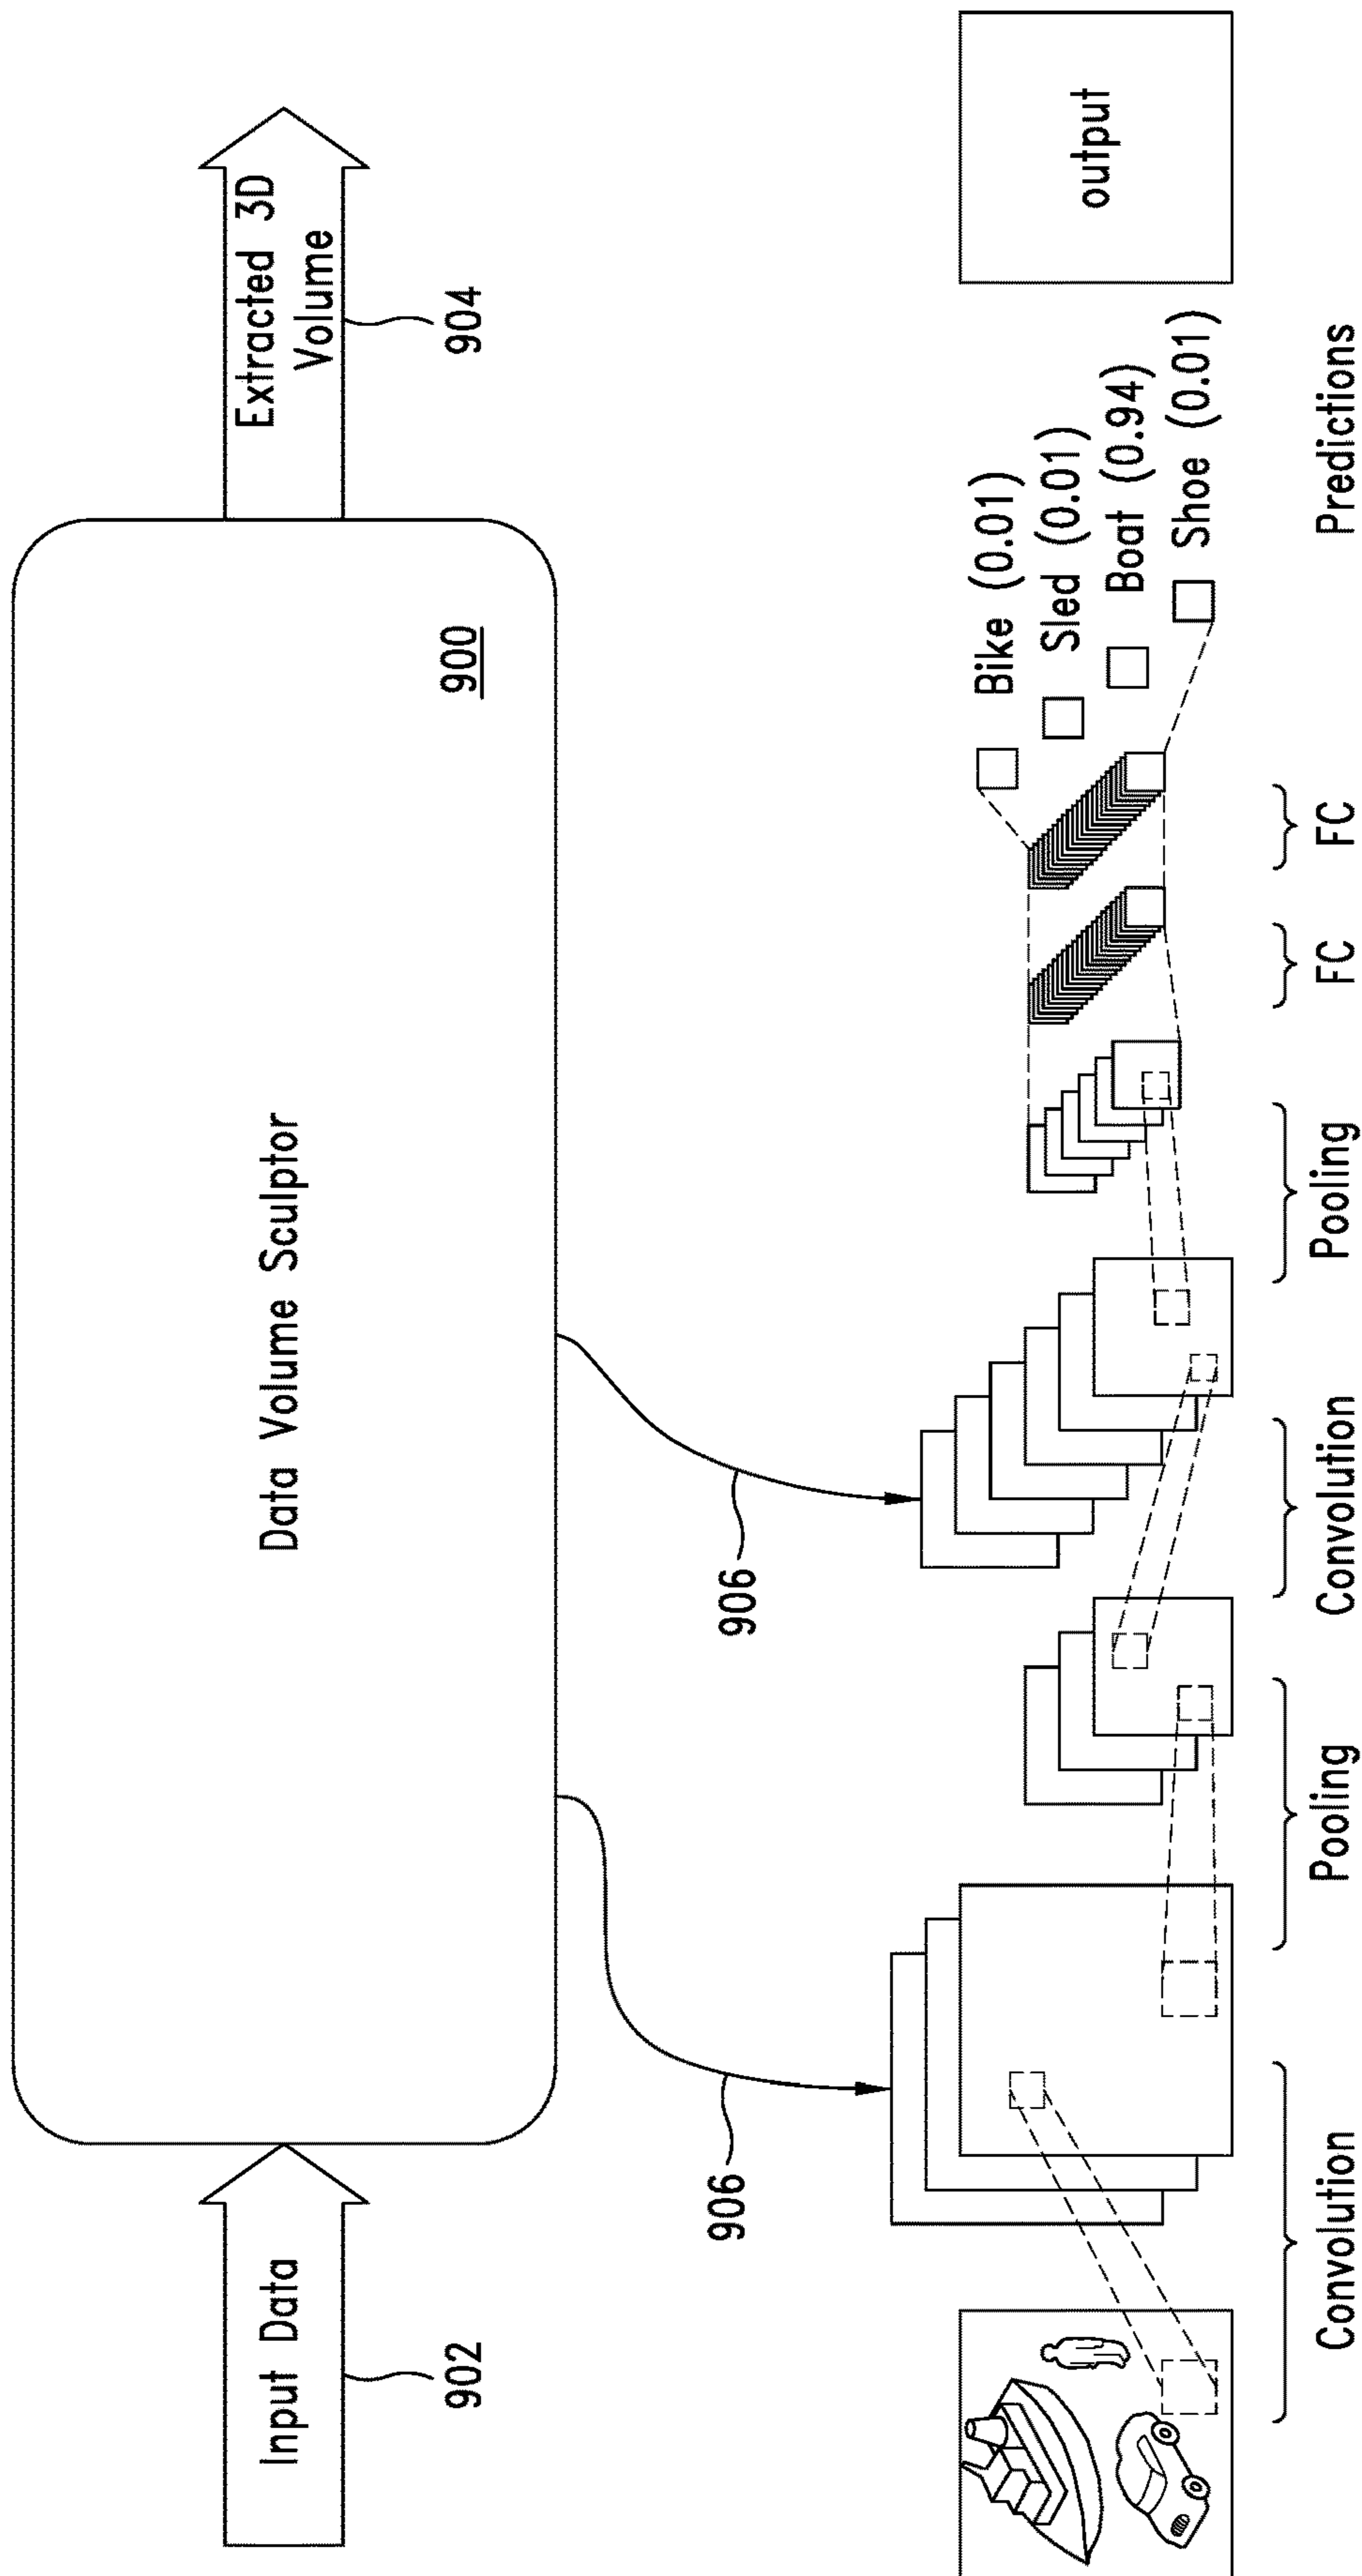 Input Data
902
Data Volume Sculptor
900
Extracted 3D
Volume
904
906
906
Bike (0.01)
Sled (0.01)
Boat (0.94)
Shoe (0.01)
output
Convolution
Pooling
Convolution
Pooling
FC
FC
Predictions